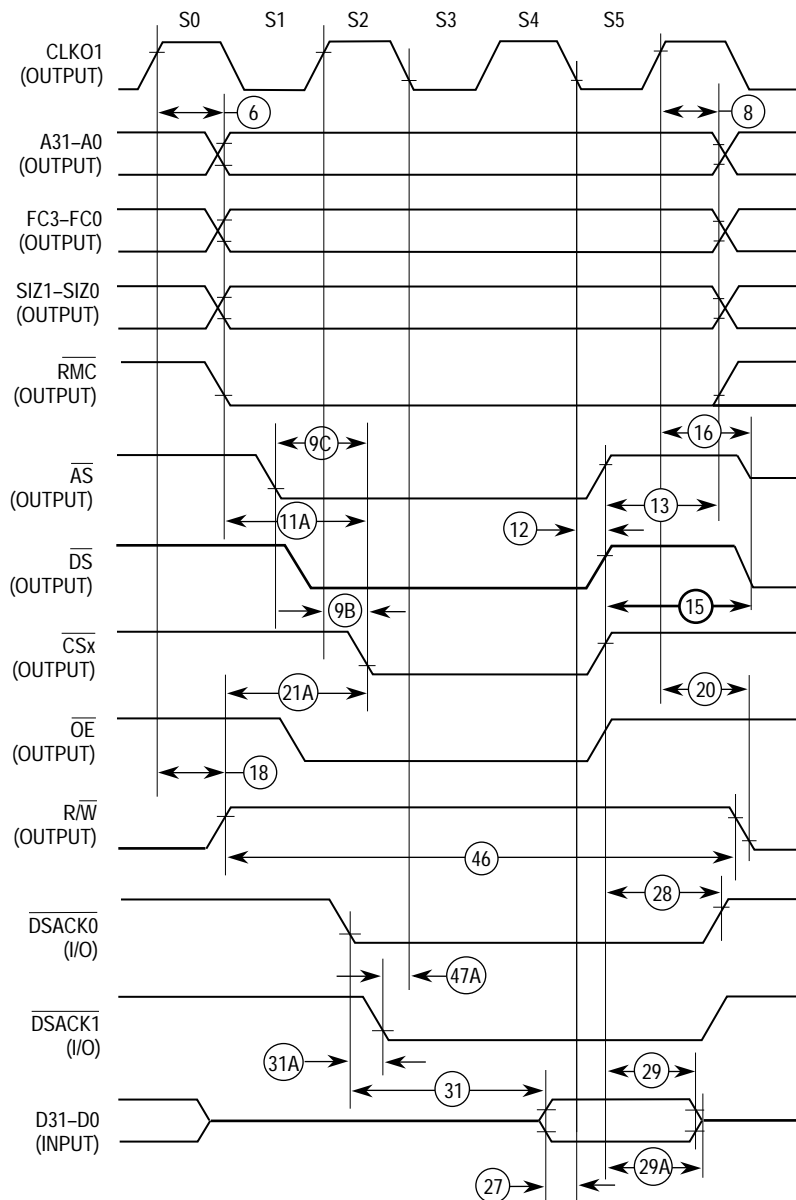 S0 S1 S2 S3 S4 S5
CLKO1
(OUTPUT)
6
8
A31–A0
(OUTPUT)
FC3–FC0
(OUTPUT)
SIZ1–SIZ0
(OUTPUT)
RMC
(OUTPUT)
16
9C
AS
(OUTPUT)
13
11A
12
DS
(OUTPUT)
9B
15
CSx
(OUTPUT)
21A
20
OE
(OUTPUT)
18
R/W
(OUTPUT)
46
28
DSACK0
(I/O)
47A
DSACK1
(I/O)
31A
29
31
D31–D0
(INPUT)
29A
27